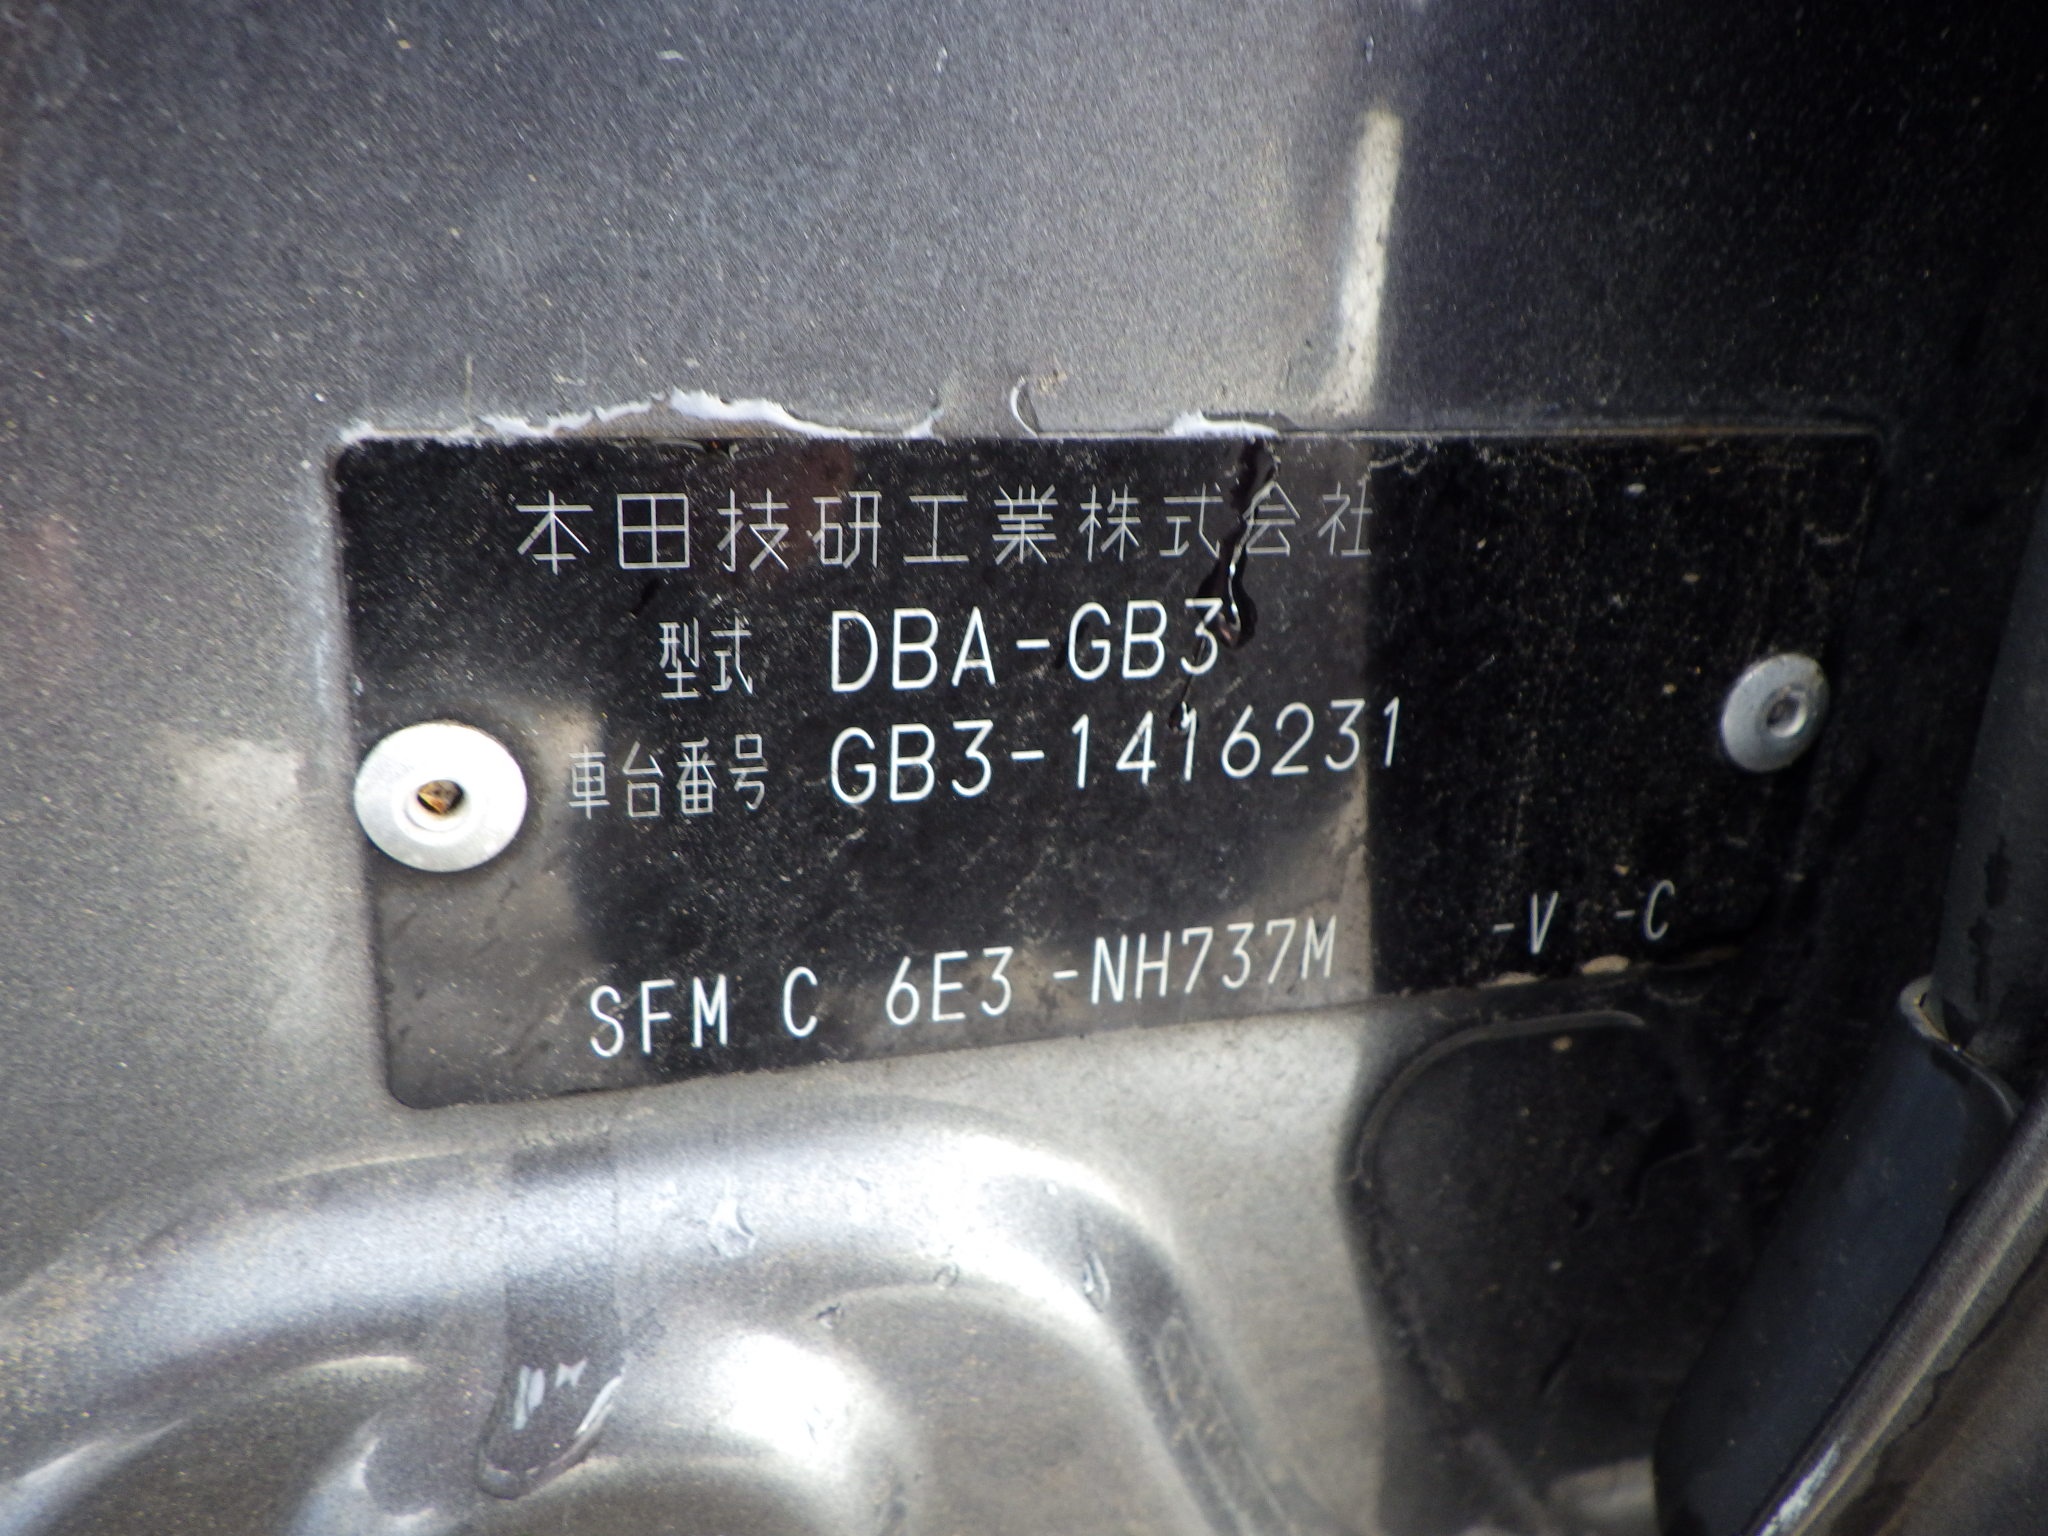 本田技研工業株式会社
型式 DBA-GB3
車台番号 GB3-1416231
SFM C 6E3 -NH737M -V -C